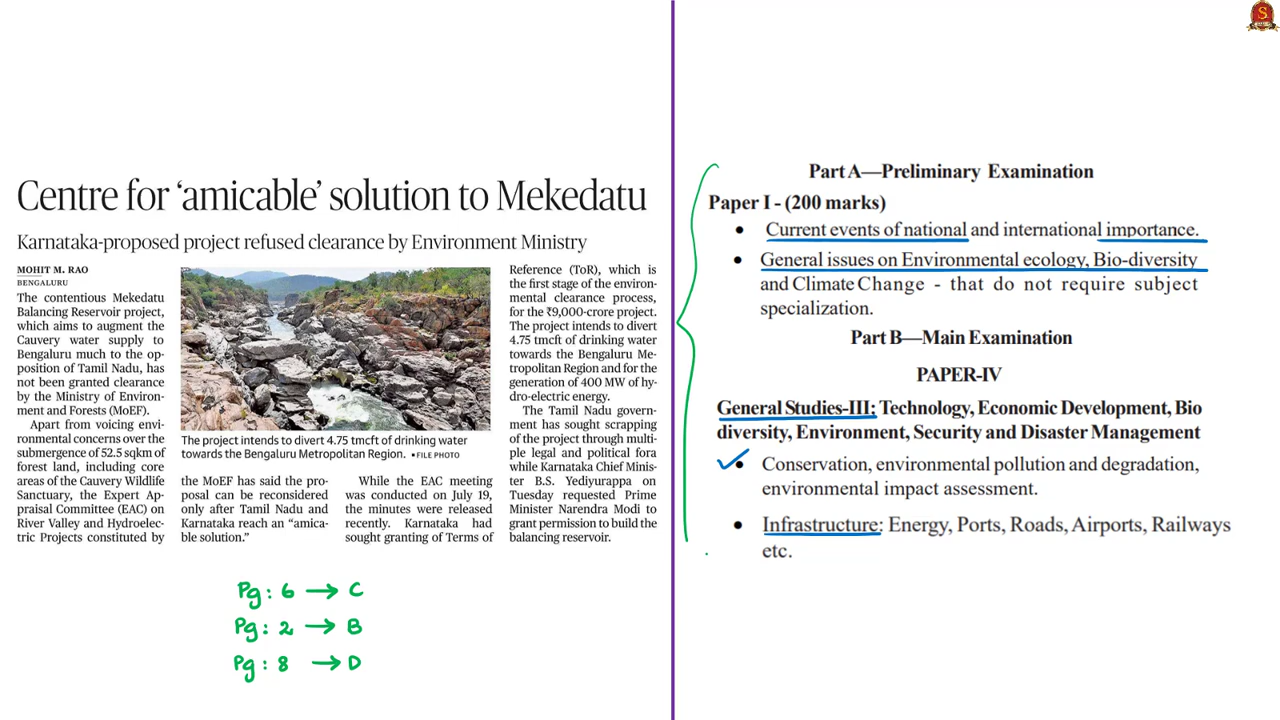 Centre for ‘amicable’ solution to Mekedatu
Karnataka-proposed project refused clearance by Environment Ministry
MOHIT M. RAO
BENGALURU
The contentious Mekedatu
Balancing Reservoir project,
which aims to augment the
Cauvery water supply to
Bengaluru much to the op-
position of Tamil Nadu, has
not been granted clearance
by the Ministry of Environ-
ment and Forests (MoEF).
Apart from voicing envi-
ronmental concerns over the
submergence of 52.5 sqkm of
forest land, including core
areas of the Cauvery Wildlife
Sanctuary, the Expert Ap-
praisal Committee (EAC) on
River Valley and Hydroelec-
tric Projects constituted by
The project intends to divert 4.75 tmcft of drinking water
towards the Bengaluru Metropolitan Region. •FILE PHOTO
the MoEF has said the pro-
posal can be reconsidered
only after Tamil Nadu and
Karnataka reach an “amica-
ble solution.”
While the EAC meeting
was conducted on July 19,
the minutes were released
recently. Karnataka had
sought granting of Terms of
Reference (ToR), which is
the first stage of the environ-
mental clearance process,
for the ₹9,000-crore project.
The project intends to divert
4.75 tmcft of drinking water
towards the Bengaluru Me-
tropolitan Region and for the
generation of 400 MW of hy-
dro-electric energy.
The Tamil Nadu govern-
ment has sought scrapping
of the project through multi-
ple legal and political fora
while Karnataka Chief Minis-
ter B.S. Yediyurappa on
Tuesday requested Prime
Minister Narendra Modi to
grant permission to build the
balancing reservoir.
Pg: 6 → C
Pg: 2 → B
Pg: 8 → D
Part A—Preliminary Examination
Paper I - (200 marks)
• Current events of national and international importance.
• General issues on Environmental ecology, Bio-diversity
and Climate Change - that do not require subject
specialization.
Part B—Main Examination
PAPER-IV
General Studies-III: Technology, Economic Development, Bio
diversity, Environment, Security and Disaster Management
• Conservation, environmental pollution and degradation,
environmental impact assessment.
• Infrastructure: Energy, Ports, Roads, Airports, Railways
etc.